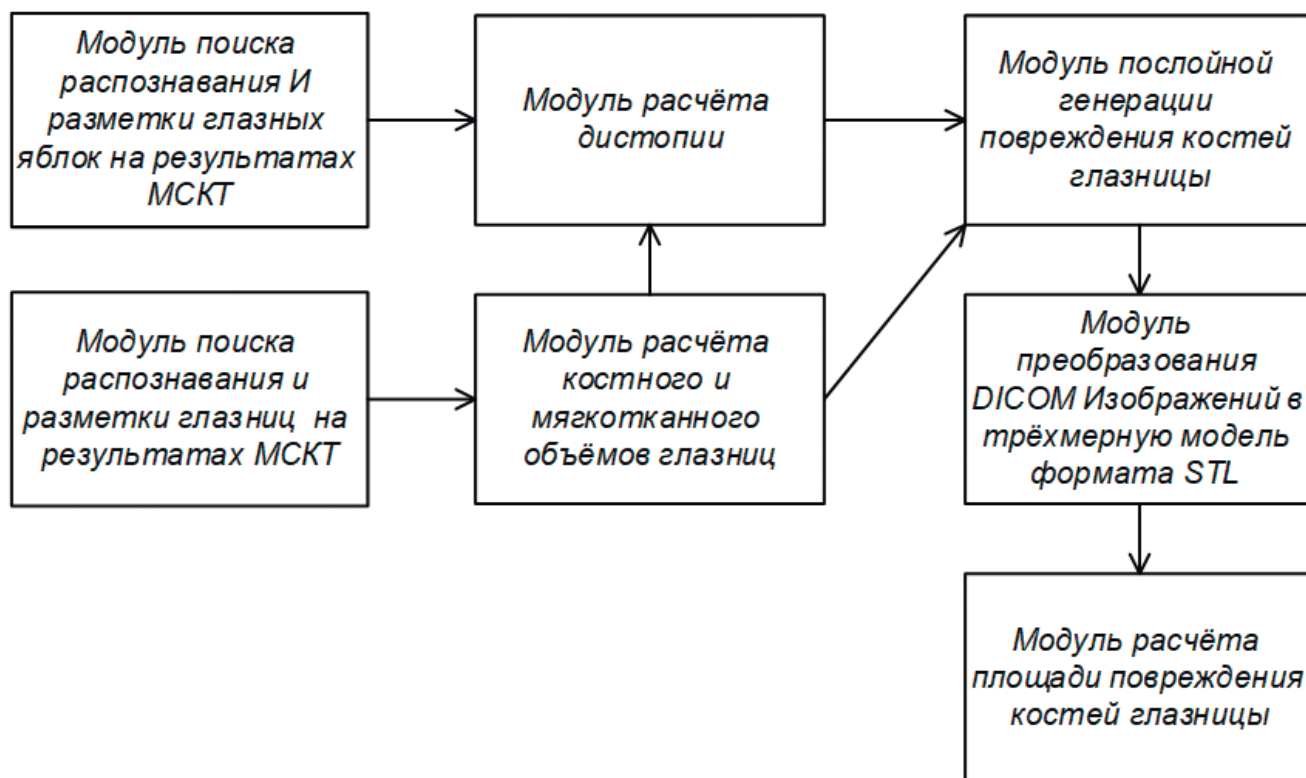 Модуль поиска
распознавания И
разметки глазных
яблок на результатах
МСКТ
Модуль расчёта
дистопии
Модуль послойной
генерации
повреждения костей
глазницы
Модуль поиска
распознавания и
разметки глазниц на
результатах МСКТ
Модуль расчёта
костного и
мягкотканного
объёмов глазниц
Модуль
преобразования
DICOM Изображений в
трёхмерную модель
формата STL
Модуль расчёта
площади повреждения
костей глазницы